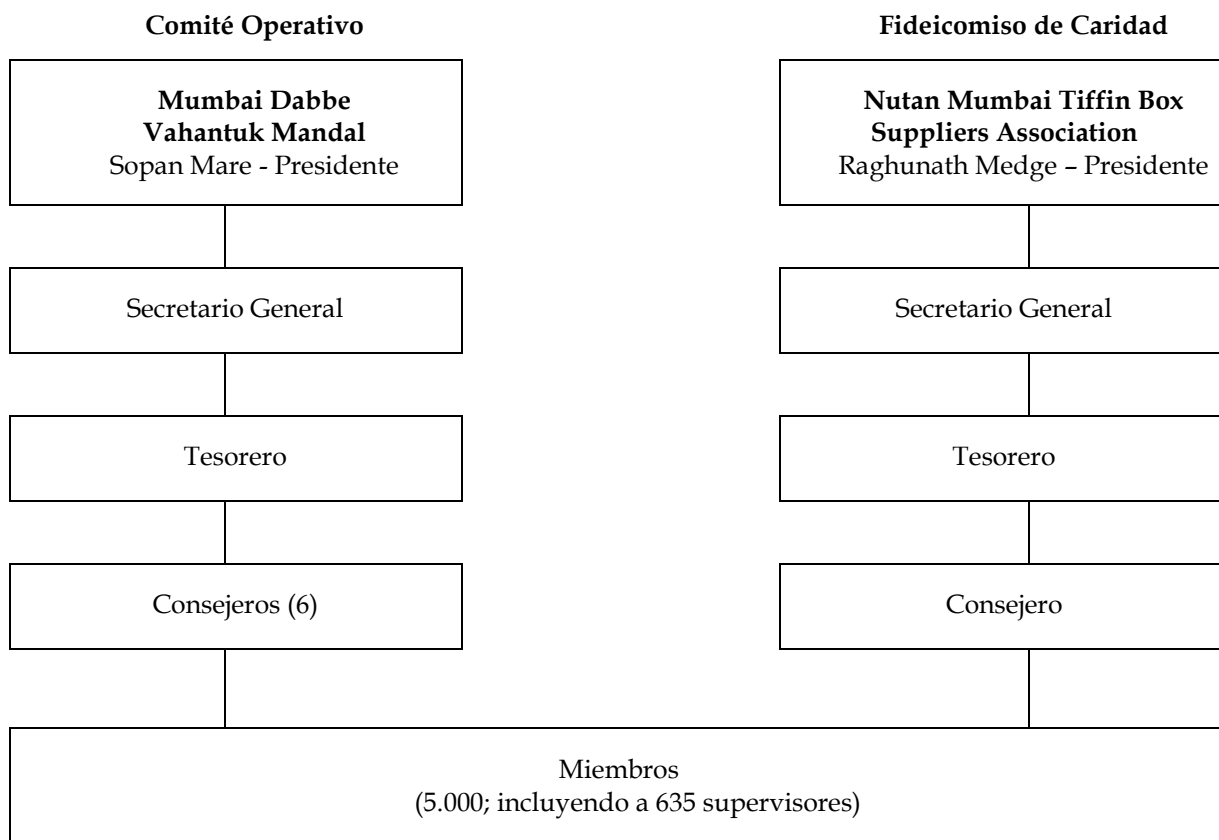 Comité Operativo
Fideicomiso de Caridad
Mumbai Dabbe
Vahantuk Mandal
Sopan Mare - Presidente
Nutan Mumbai Tiffin Box
Suppliers Association
Raghunath Medge – Presidente
Secretario General
Secretario General
Tesorero
Tesorero
Consejeros (6)
Consejero
Miembros
(5.000; incluyendo a 635 supervisores)